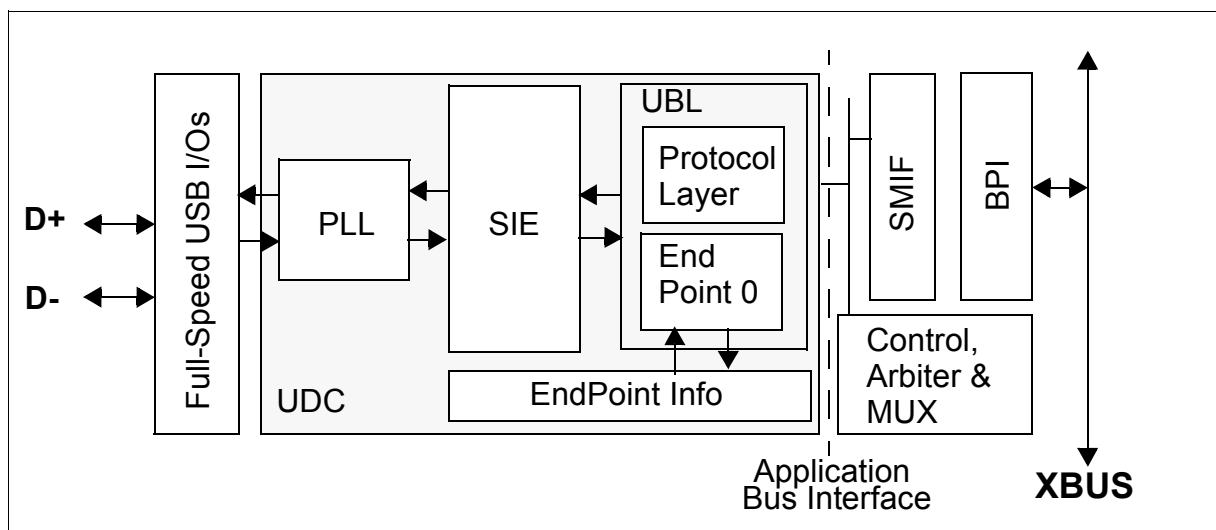 D+
D-
Full-Speed USB I/Os
UDC
PLL
SIE
UBL
Protocol
Layer
End
Point 0
EndPoint Info
SMIF
BPI
Control,
Arbiter &
MUX
Application
Bus Interface
XBUS